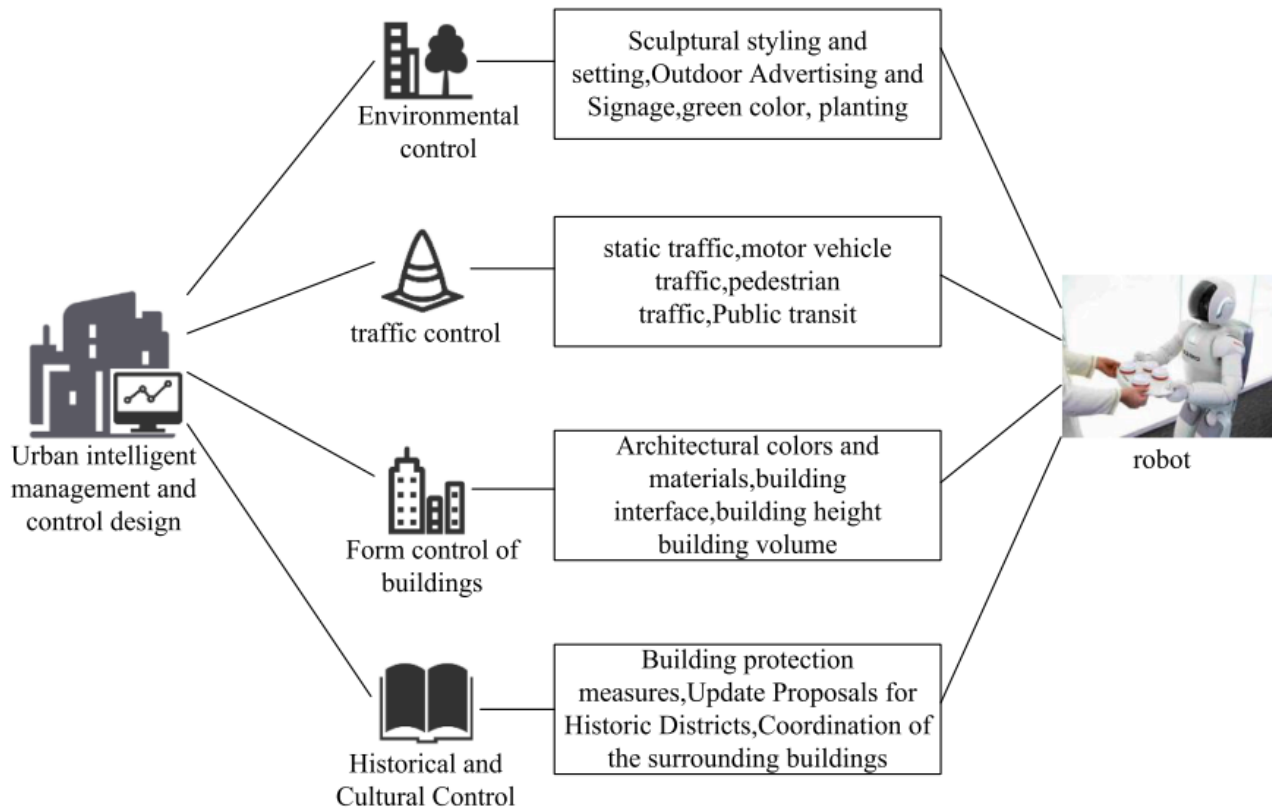 Environmental
control
Sculptural styling and
setting,Outdoor Advertising and
Signage,green color, planting
traffic control
static traffic,motor vehicle
traffic,pedestrian
traffic,Public transit
Urban intelligent
management and
control design
Form control of
buildings
Architectural colors and
materials,building
interface,building height
building volume
robot
Historical and
Cultural Control
Building protection
measures,Update Proposals for
Historic Districts,Coordination of
the surrounding buildings